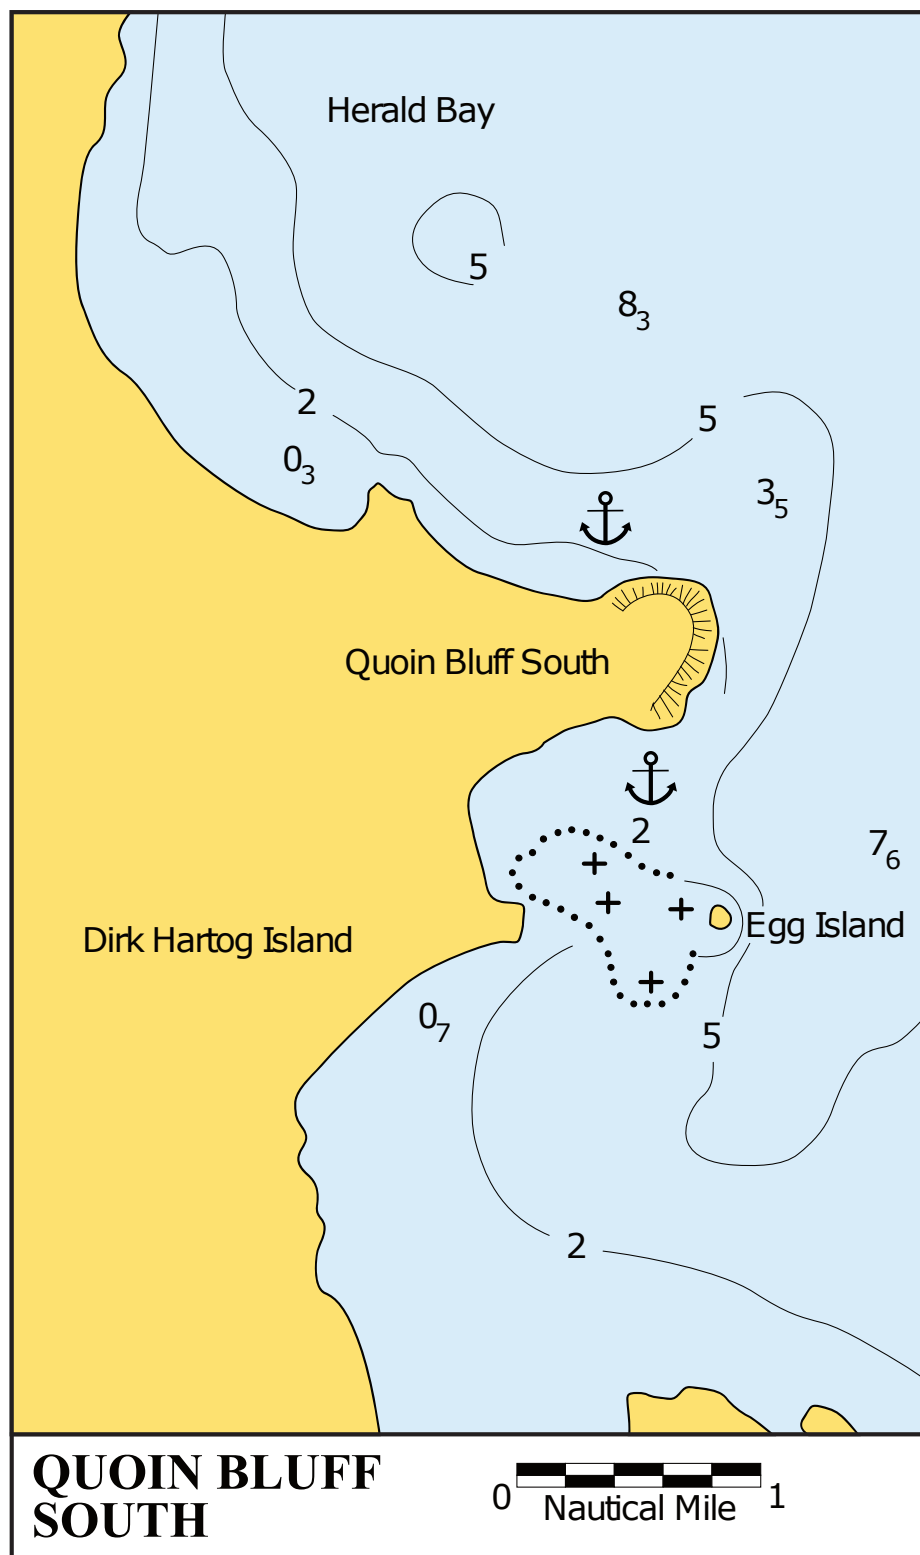 Herald Bay
5
8₃
2
5
0₃
3₅
Quoin Bluff South
2
7₆
Egg Island
Dirk Hartog Island
0₇
5
2
QUOIN BLUFF
SOUTH
0 1
Nautical Mile